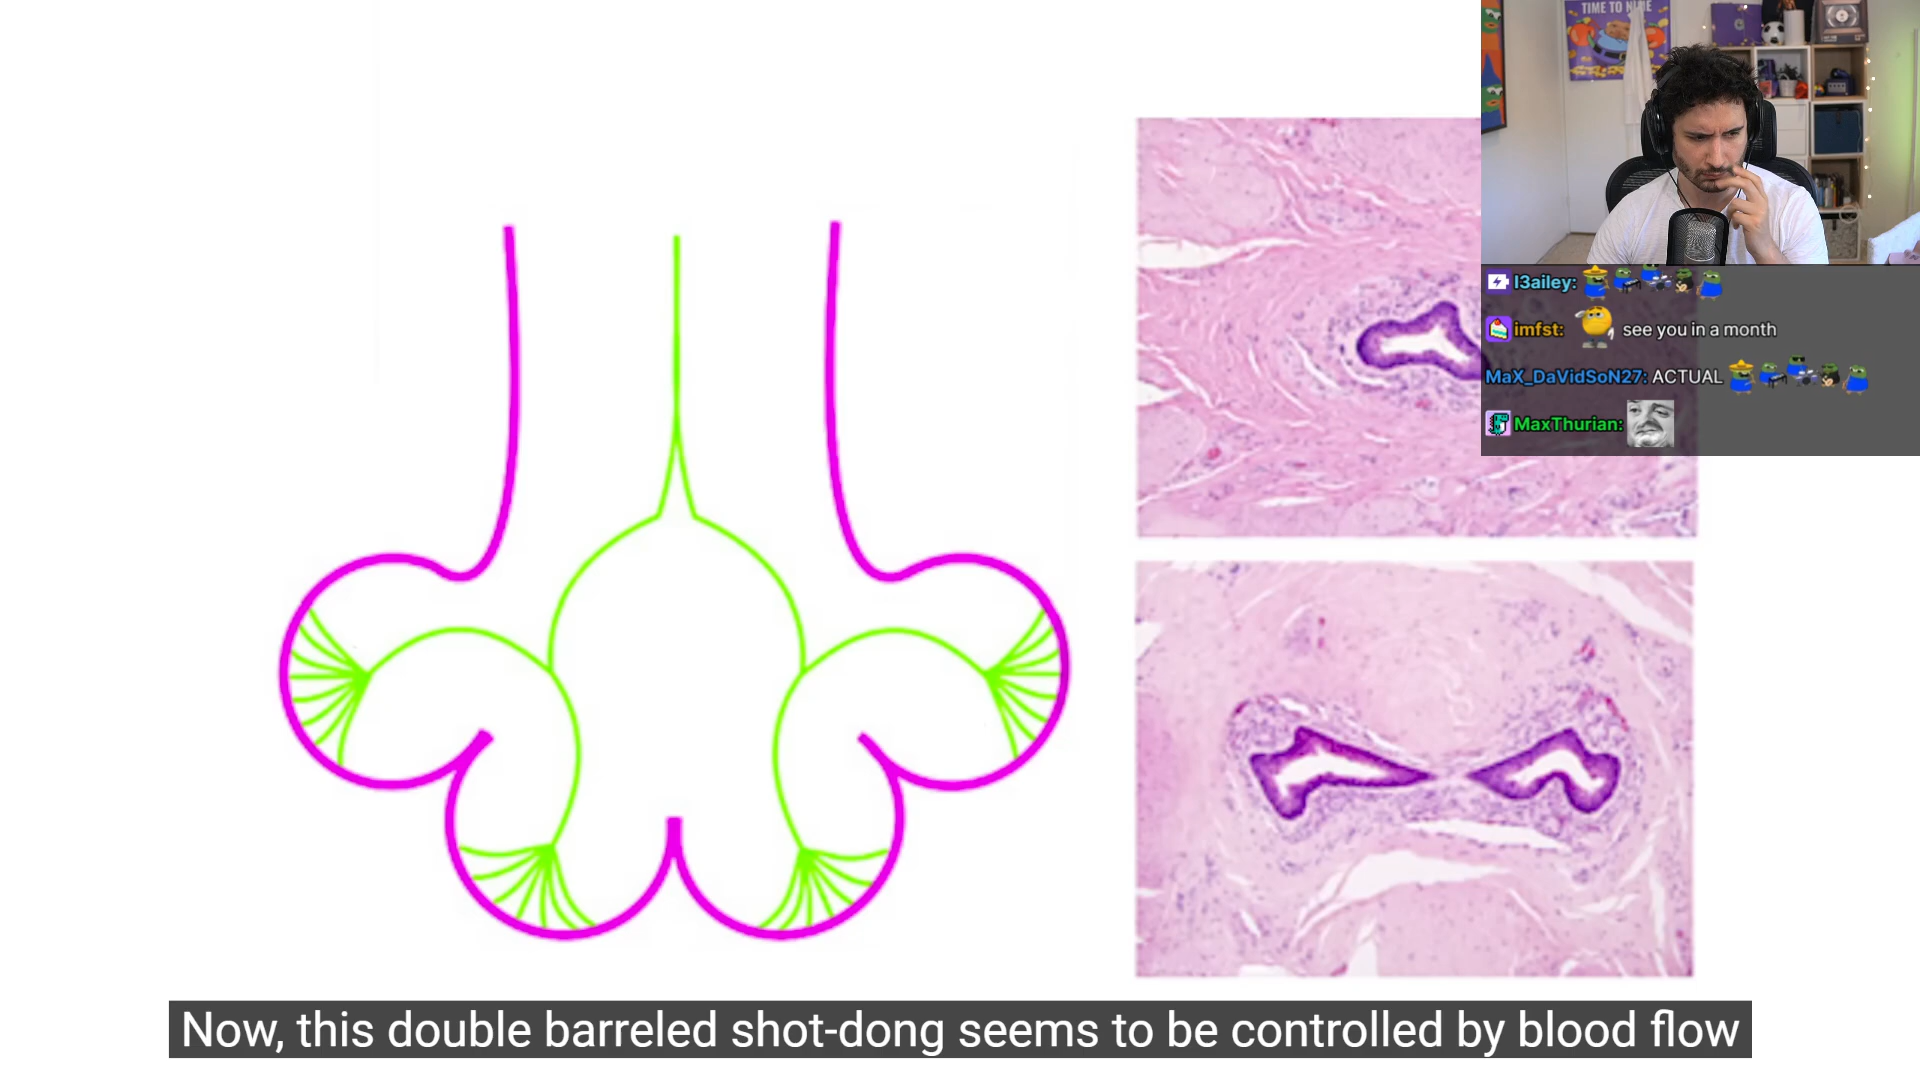 TIME TO NINE
l3ailey:
imfst: see you in a month
MaX_DaVidSoN27: ACTUAL
MaxThurian:
Now, this double barreled shot-dong seems to be controlled by blood flow